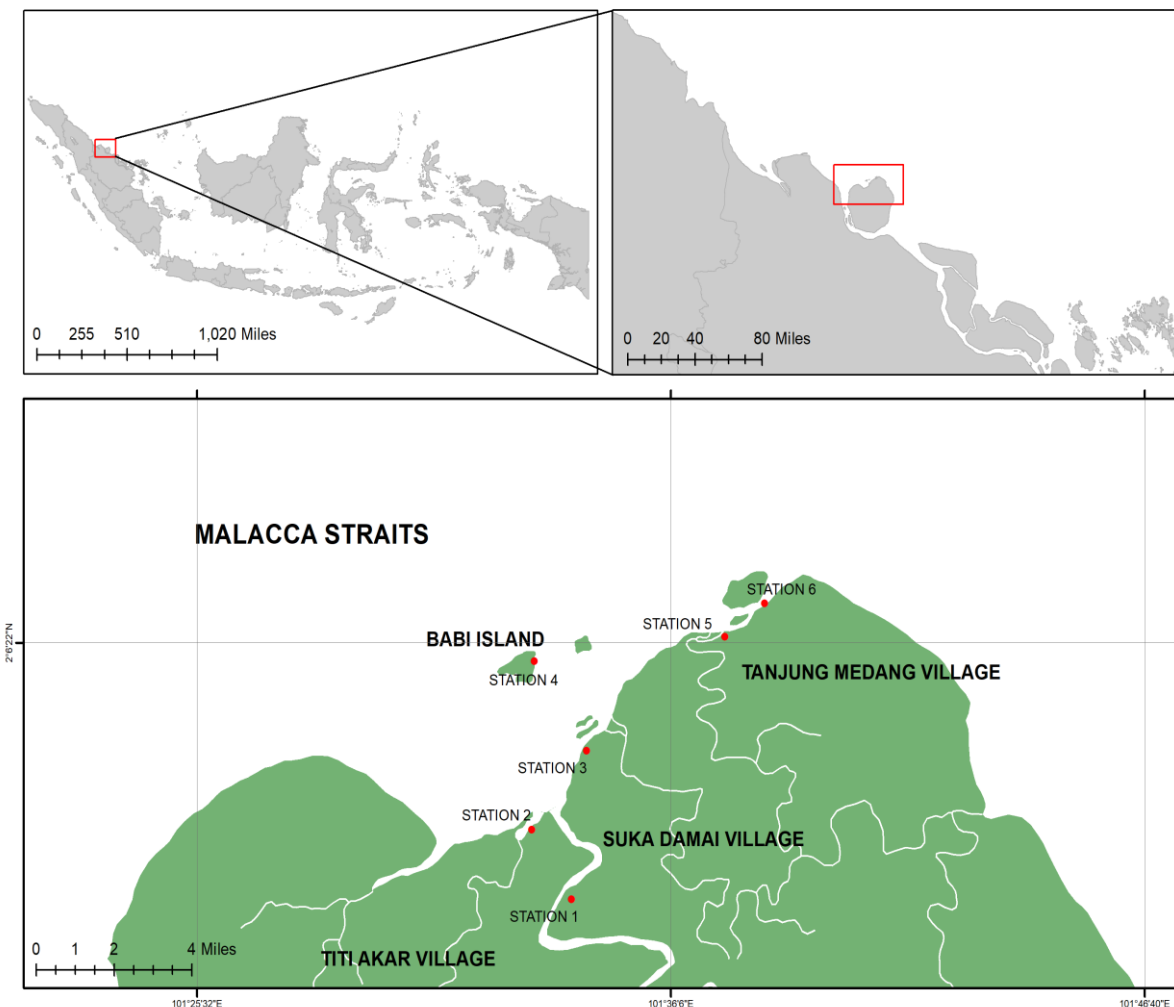 0 255 510 1,020 Miles
0 20 40 80 Miles
MALACCA STRAITS
STATION 6
STATION 5
BABI ISLAND
2°6'22"N
TANJUNG MEDANG VILLAGE
STATION 4
STATION 3
STATION 2
SUKA DAMAI VILLAGE
STATION 1
TITI AKAR VILLAGE
0 1 2 4 Miles
101°25'32"E 101°36'6"E 101°46'40"E